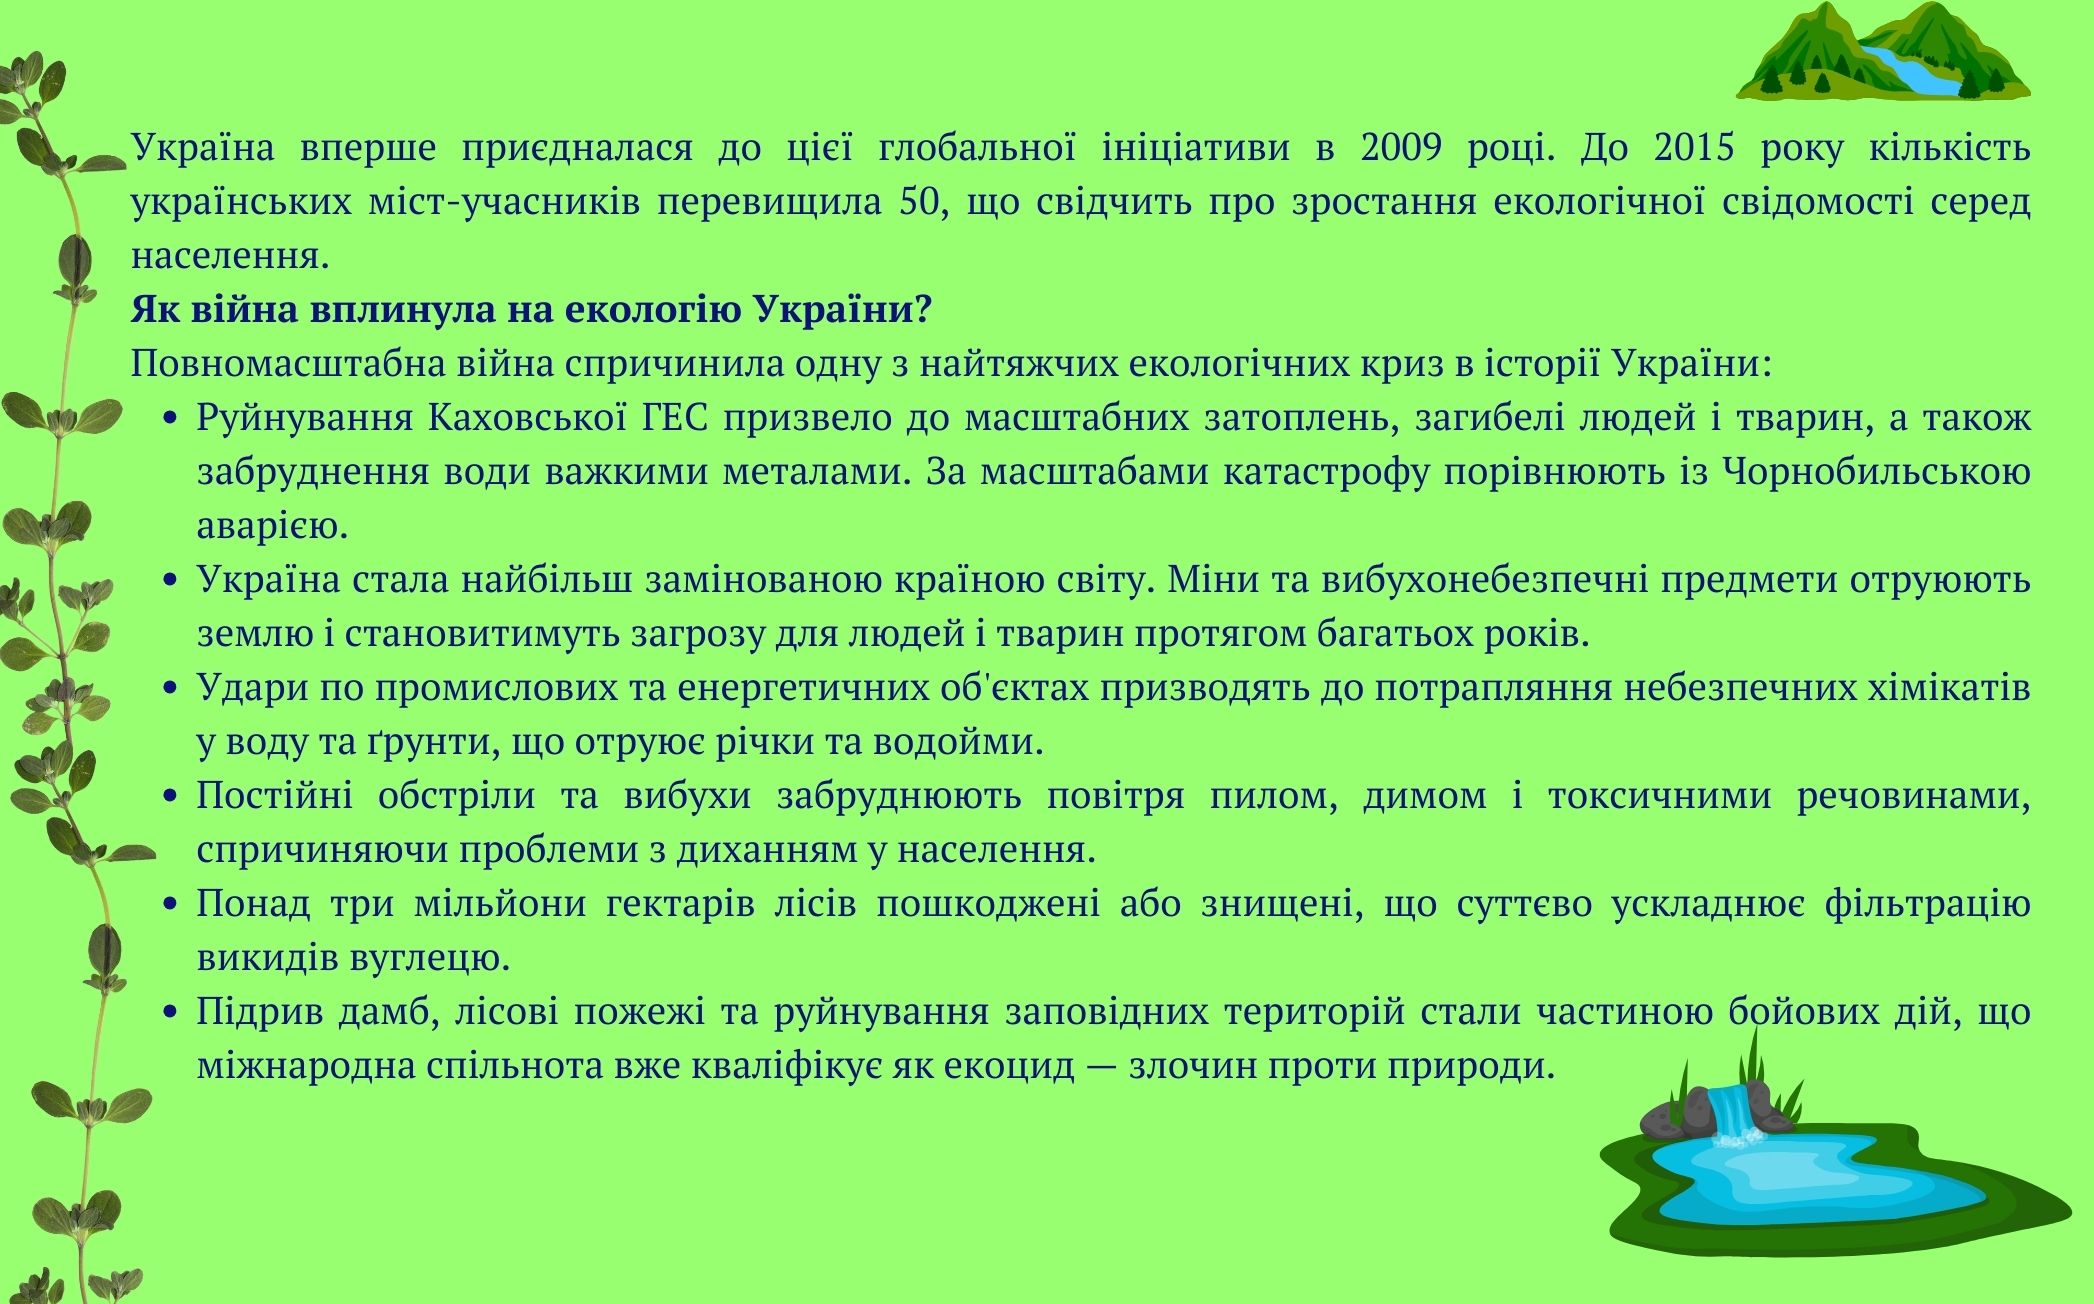 Україна вперше приєдналася до цієї глобальної ініціативи в 2009 році. До 2015 року кількість
українських міст-учасників перевищила 50, що свідчить про зростання екологічної свідомості серед
населення.
Як війна вплинула на екологію України?
Повномасштабна війна спричинила одну з найтяжчих екологічних криз в історії України:
• Руйнування Каховської ГЕС призвело до масштабних затоплень, загибелі людей і тварин, а також
забруднення води важкими металами. За масштабами катастрофу порівнюють із Чорнобильською
аварією.
• Україна стала найбільш замінованою країною світу. Міни та вибухонебезпечні предмети отруюють
землю і становитимуть загрозу для людей і тварин протягом багатьох років.
• Удари по промислових та енергетичних об'єктах призводять до потрапляння небезпечних хімікатів
у воду та ґрунти, що отруює річки та водойми.
• Постійні обстріли та вибухи забруднюють повітря пилом, димом і токсичними речовинами,
спричиняючи проблеми з диханням у населення.
• Понад три мільйони гектарів лісів пошкоджені або знищені, що суттєво ускладнює фільтрацію
викидів вуглецю.
• Підрив дамб, лісові пожежі та руйнування заповідних територій стали частиною бойових дій, що
міжнародна спільнота вже кваліфікує як екоцид — злочин проти природи.